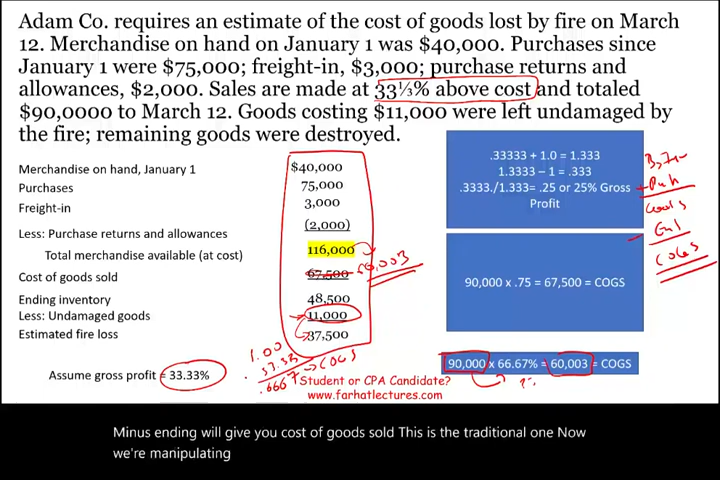 Adam Co. requires an estimate of the cost of goods lost by fire on March
12. Merchandise on hand on January 1 was $40,000. Purchases since
January 1 were $75,000; freight-in, $3,000; purchase returns and
allowances, $2,000. Sales are made at 33⅓% above cost and totaled
$90,0000 to March 12. Goods costing $11,000 were left undamaged by
the fire; remaining goods were destroyed.
Merchandise on hand, January 1 $40,000
Purchases 75,000
Freight-in 3,000
Less: Purchase returns and allowances (2,000)
Total merchandise available (at cost) 116,000
Cost of goods sold 67,500 60,003
Ending inventory 48,500
Less: Undamaged goods 11,000
Estimated fire loss 37,500
Assume gross profit = 33.33%
1.00
33.33
.6667 => COGS
.33333 + 1.0 = 1.333
1.3333 – 1 = .333
.3333./1.333= .25 or 25% Gross
Profit
Goods
COGS
90,000 x .75 = 67,500 = COGS
90,000 x 66.67% = 60,003 = COGS
Student or CPA Candidate?
www.farhatlectures.com
Minus ending will give you cost of goods sold This is the traditional one Now
we're manipulating